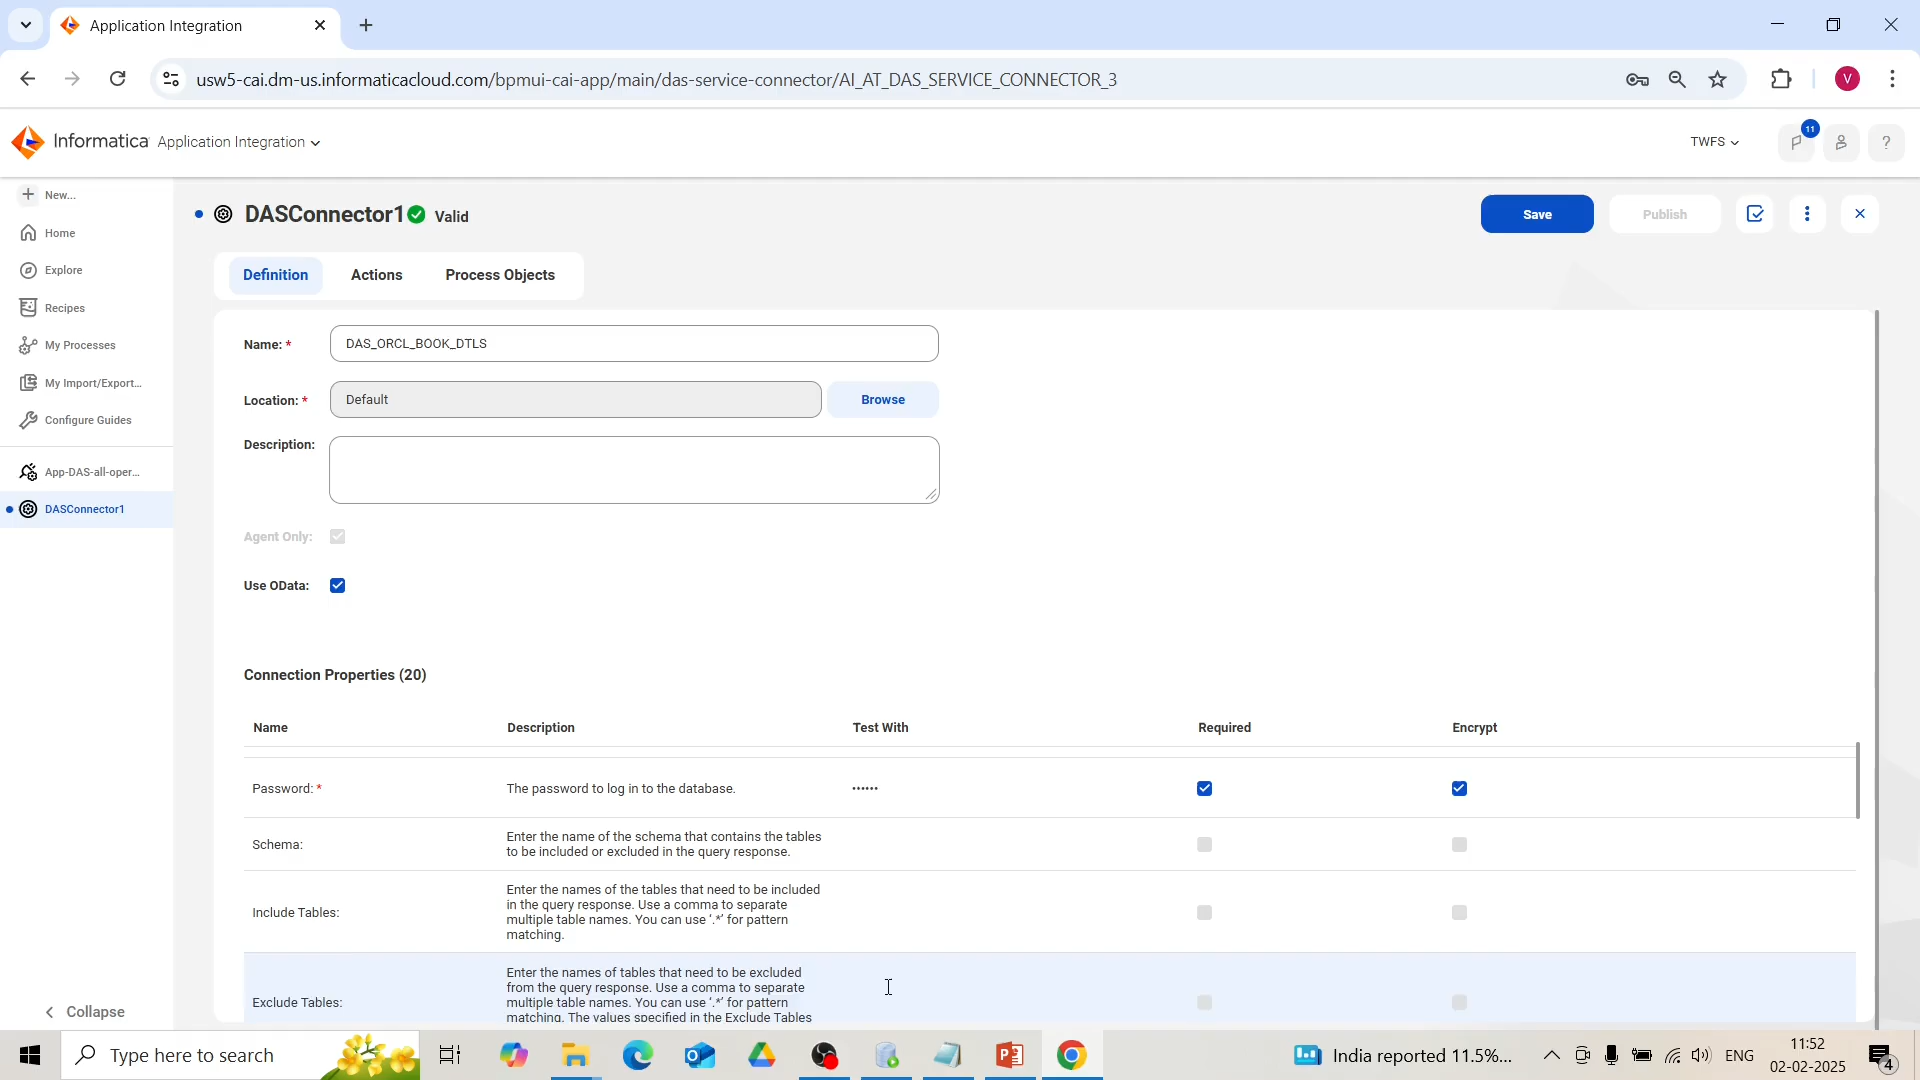 Application Integration
usw5-cai.dm-us.informaticacloud.com/bpmui-cai-app/main/das-service-connector/AI_AT_DAS_SERVICE_CONNECTOR_3
V
Informatica Application Integration
TWFS
11
?
New...
Home
Explore
Recipes
My Processes
My Import/Export...
Configure Guides
App-DAS-all-oper...
DASConnector1
Collapse
DASConnector1 Valid
Save
Publish
Definition
Actions
Process Objects
Name: *
DAS_ORCL_BOOK_DTLS
Location: *
Default
Browse
Description:
Agent Only:
Use OData:
Connection Properties (20)
Name
Description
Test With
Required
Encrypt
Password: *
The password to log in to the database.
••••••
Schema:
Enter the name of the schema that contains the tables
to be included or excluded in the query response.
Include Tables:
Enter the names of the tables that need to be included
in the query response. Use a comma to separate
multiple table names. You can use '.*' for pattern
matching.
Exclude Tables:
Enter the names of tables that need to be excluded
from the query response. Use a comma to separate
multiple table names. You can use '.*' for pattern
matching. The values specified in the Exclude Tables
Type here to search
India reported 11.5%...
ENG
11:52
02-02-2025
4